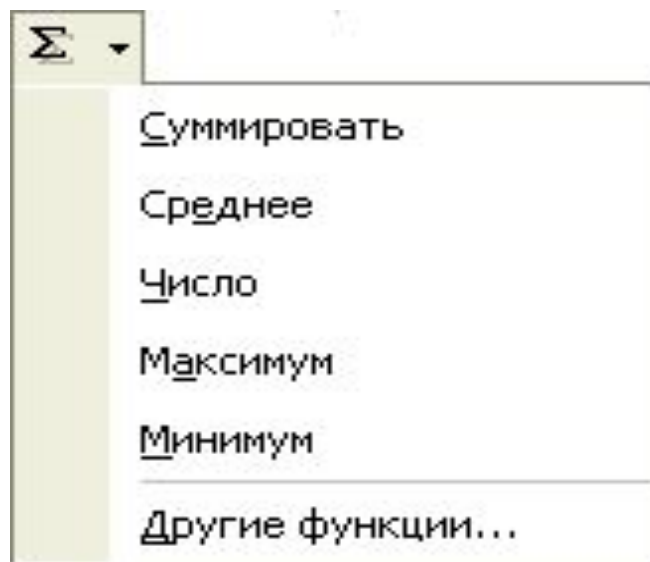 Σ
Суммировать
Среднее
Число
Максимум
Минимум
Другие функции...